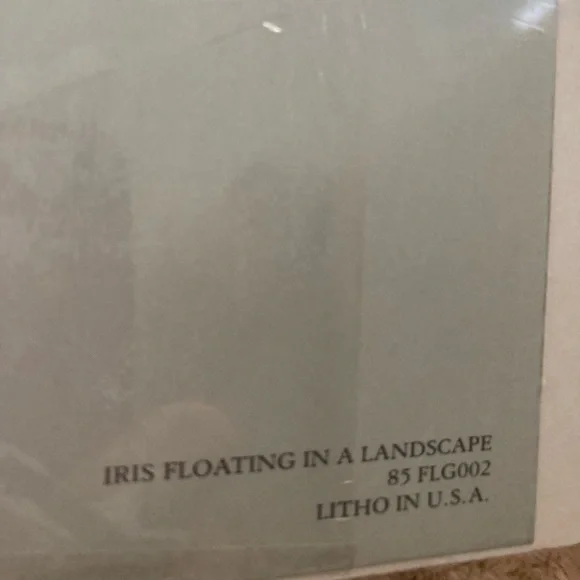 IRIS FLOATING IN A LANDSCAPE
85 FLG002
LITHO IN U.S.A.